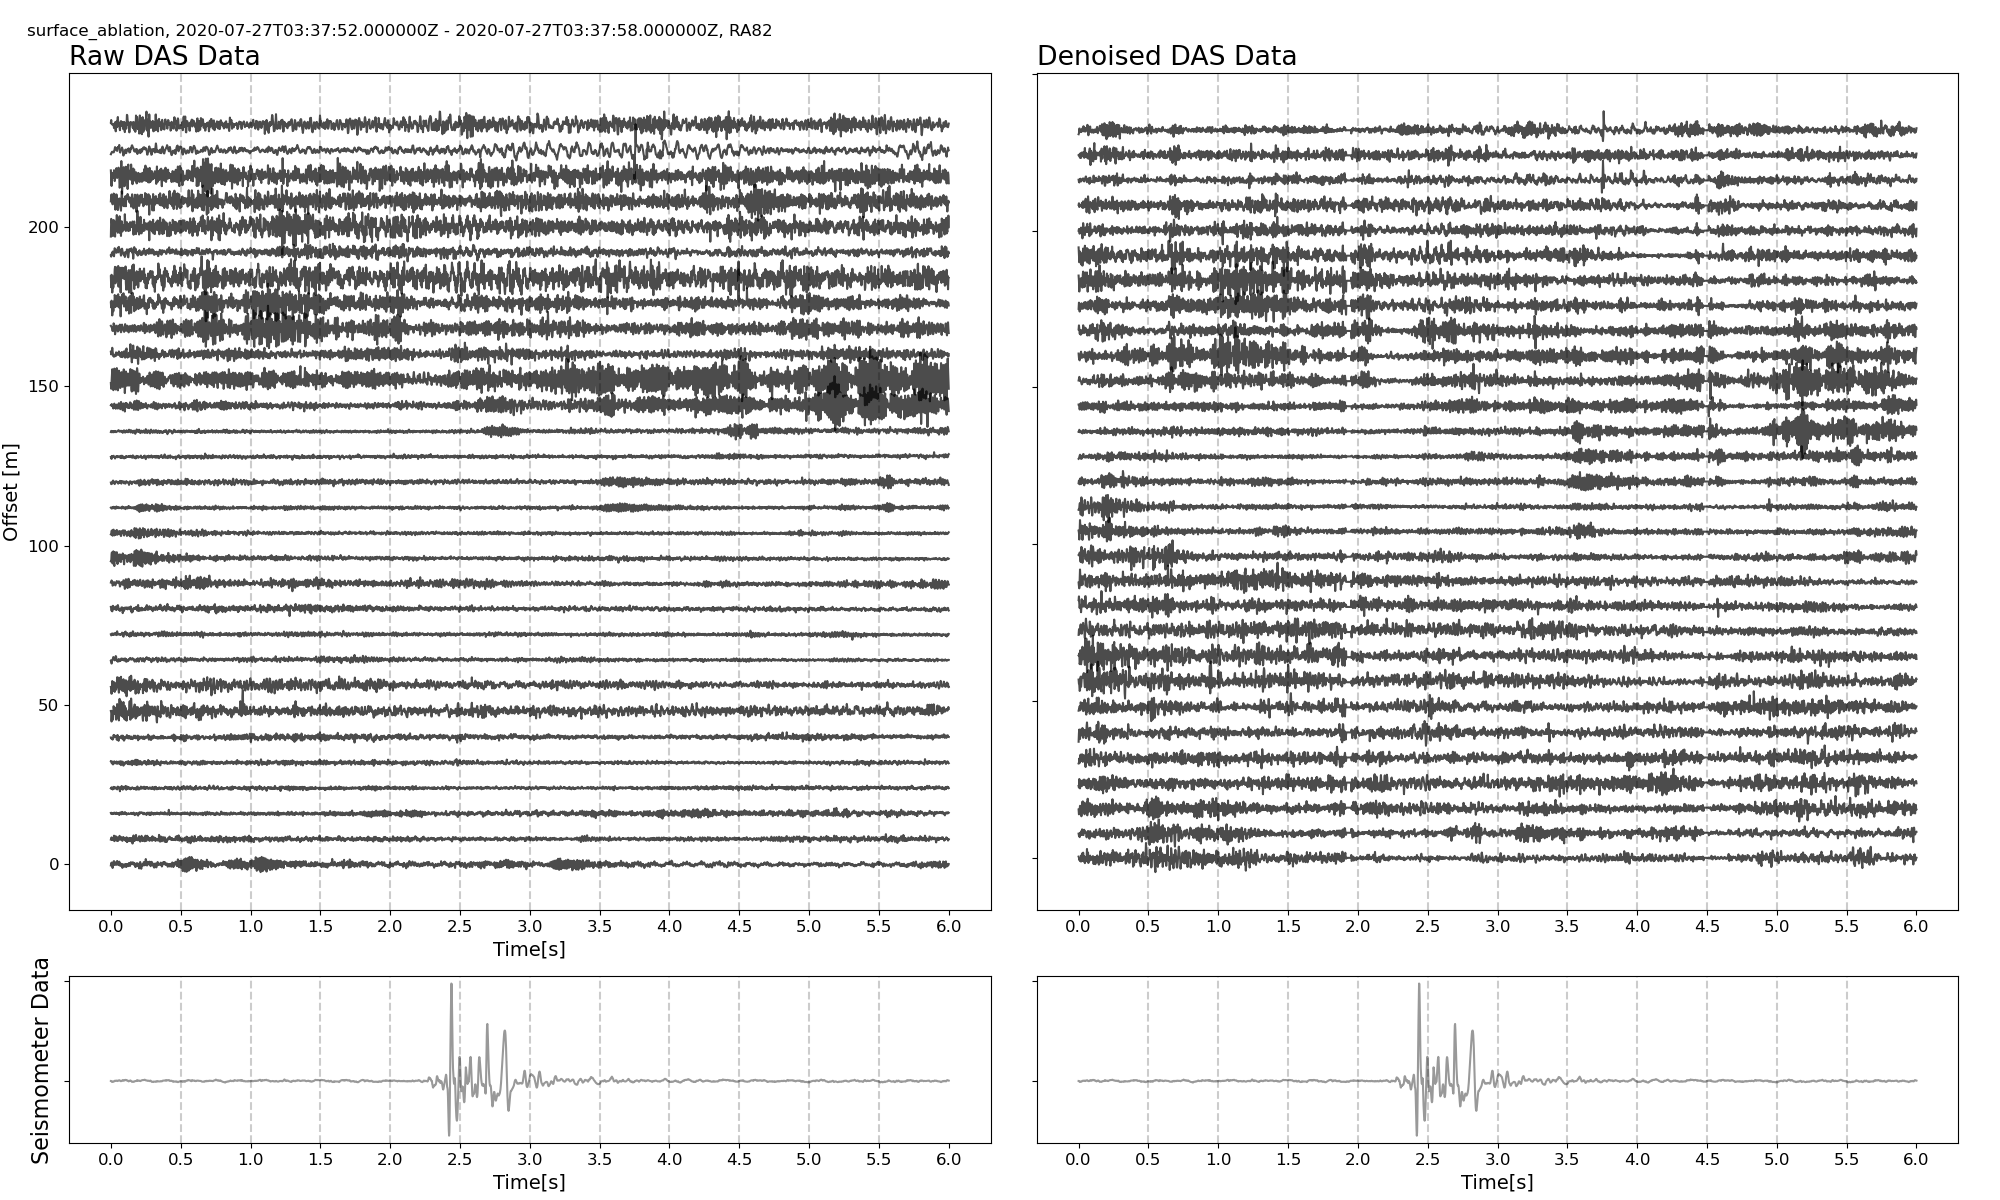 surface_ablation, 2020-07-27T03:37:52.000000Z - 2020-07-27T03:37:58.000000Z, RA82
Raw DAS Data
Denoised DAS Data
Offset [m]
200
150
100
50
0
0.0 0.5 1.0 1.5 2.0 2.5 3.0 3.5 4.0 4.5 5.0 5.5 6.0
Time[s]
0.0 0.5 1.0 1.5 2.0 2.5 3.0 3.5 4.0 4.5 5.0 5.5 6.0
Seismometer Data
0.0 0.5 1.0 1.5 2.0 2.5 3.0 3.5 4.0 4.5 5.0 5.5 6.0
Time[s]
0.0 0.5 1.0 1.5 2.0 2.5 3.0 3.5 4.0 4.5 5.0 5.5 6.0
Time[s]